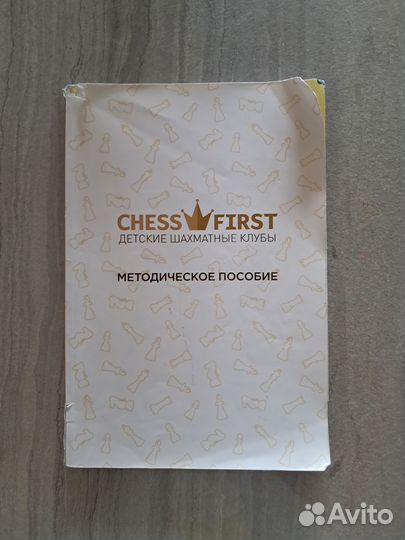 CHESS FIRST
ДЕТСКИЕ ШАХМАТНЫЕ КЛУБЫ
МЕТОДИЧЕСКОЕ ПОСОБИЕ
Avito